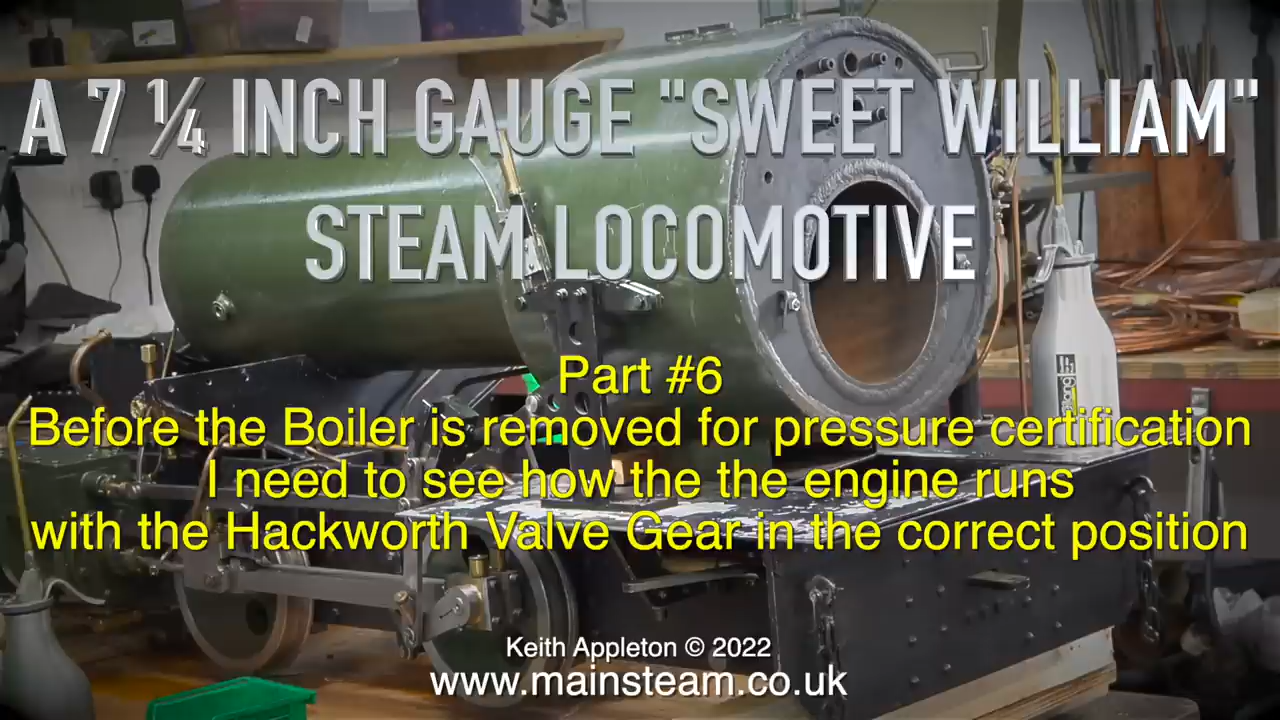 A 7 ¼ INCH GAUGE "SWEET WILLIAM"
STEAM LOCOMOTIVE
Part #6
Before the Boiler is removed for pressure certification
I need to see how the the engine runs
with the Hackworth Valve Gear in the correct position
Keith Appleton © 2022
www.mainsteam.co.uk